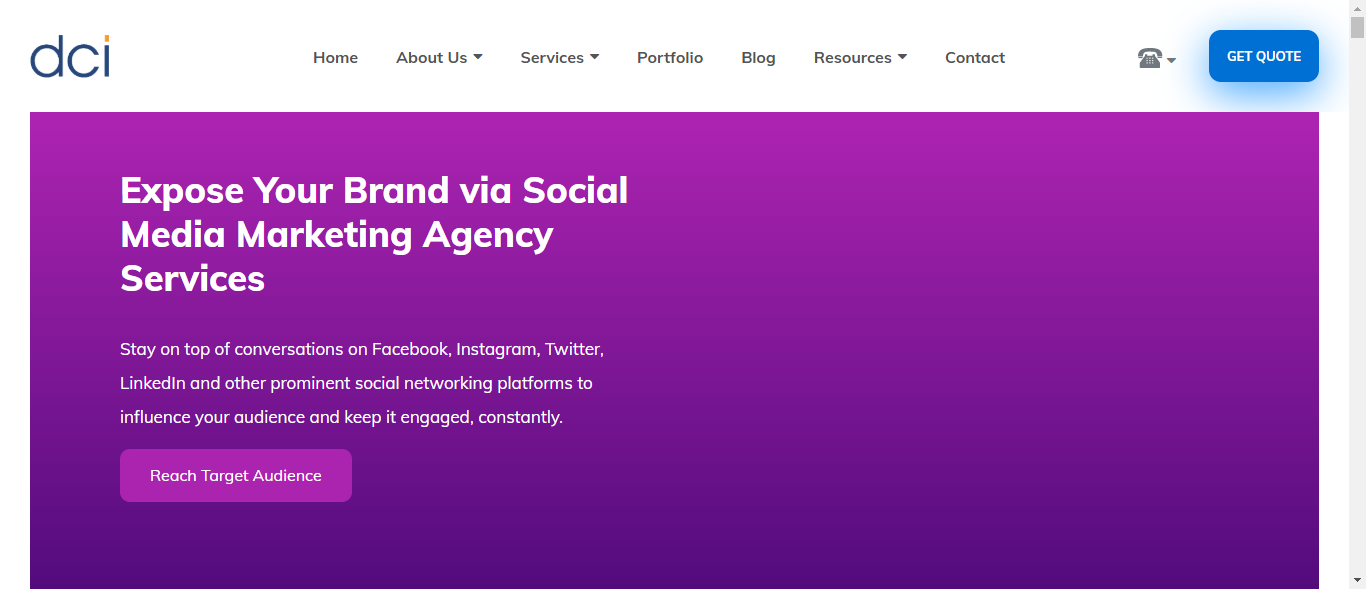 dci
Home About Us Services Portfolio Blog Resources Contact GET QUOTE
Expose Your Brand via Social
Media Marketing Agency
Services
Stay on top of conversations on Facebook, Instagram, Twitter,
LinkedIn and other prominent social networking platforms to
influence your audience and keep it engaged, constantly.
Reach Target Audience